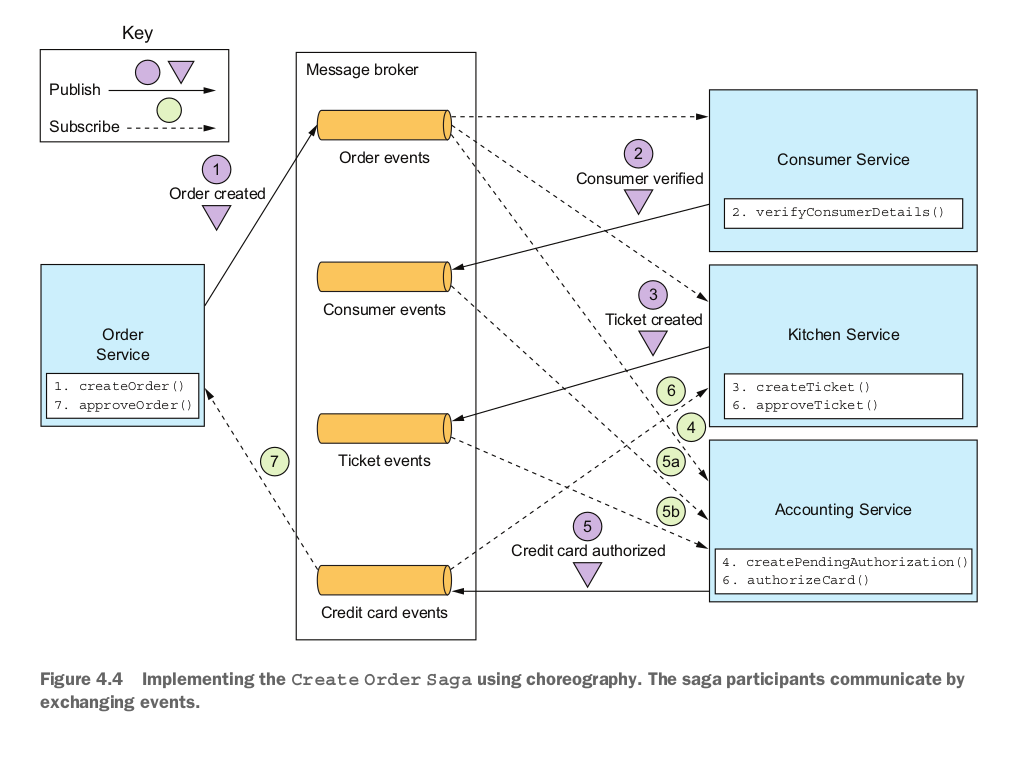 Key
Publish
Subscribe
Message broker
Order events
1
Order created
2
Consumer verified
Consumer Service
2. verifyConsumerDetails()
Consumer events
3
Ticket created
Kitchen Service
3. createTicket()
6. approveTicket()
Order
Service
1. createOrder()
7. approveOrder()
6
4
Ticket events
7
5a
5b
5
Credit card authorized
Accounting Service
4. createPendingAuthorization()
6. authorizeCard()
Credit card events
Figure 4.4 Implementing the Create Order Saga using choreography. The saga participants communicate by
exchanging events.